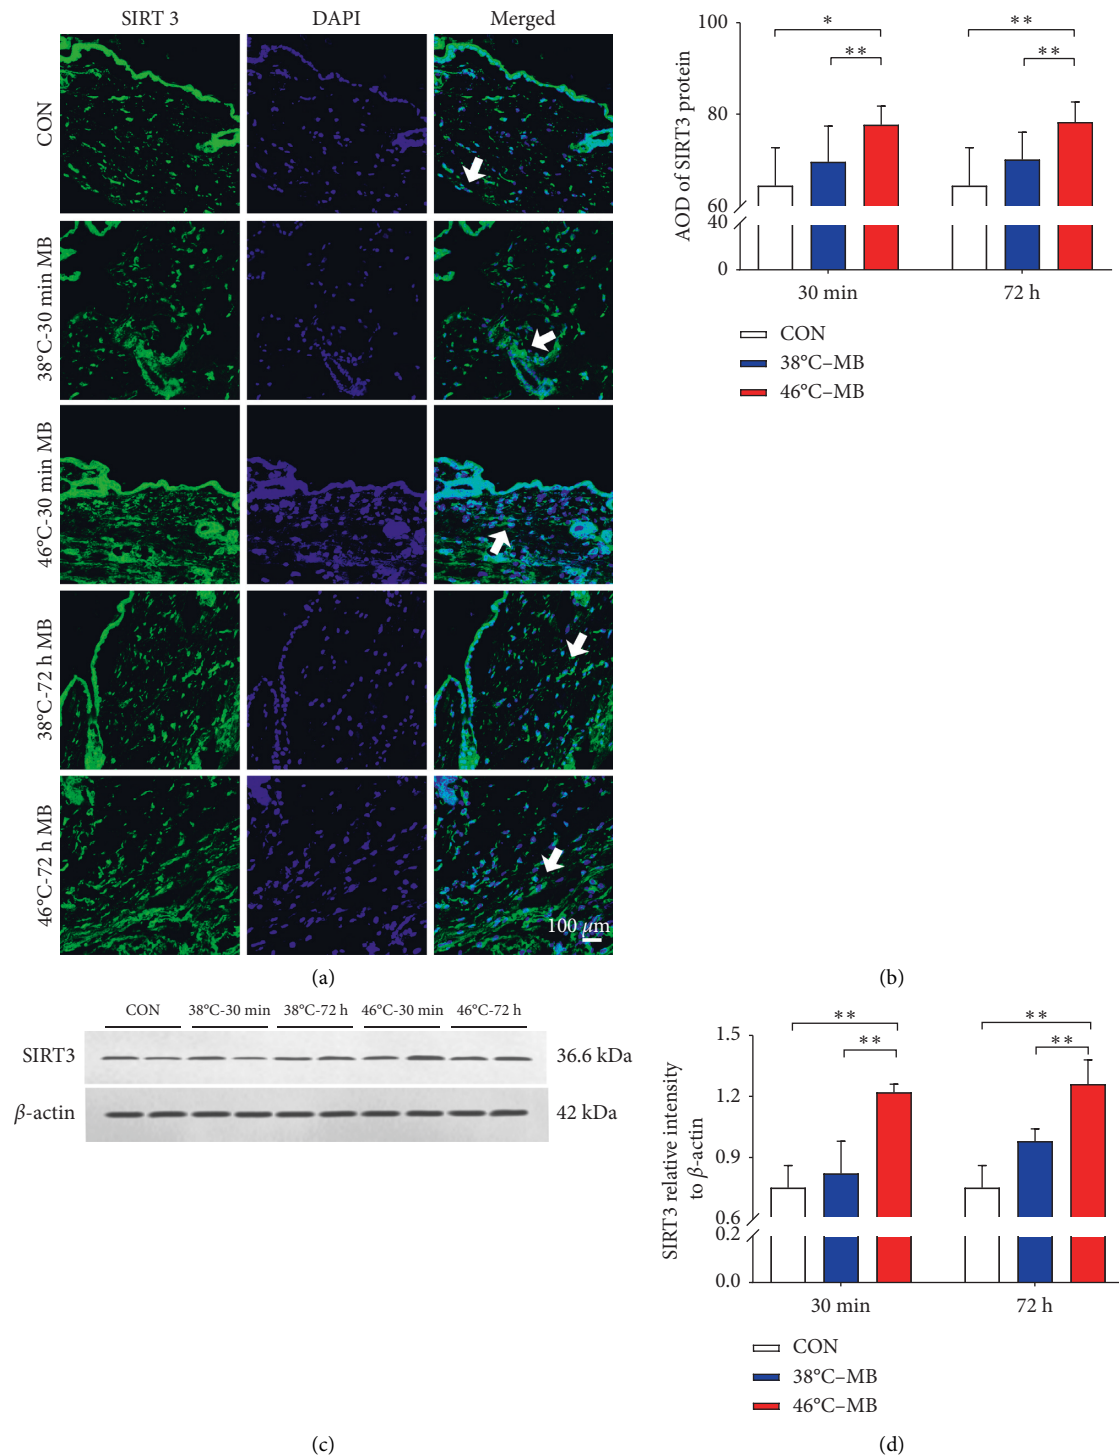 SIRT 3 DAPI Merged
CON
38°C-30 min MB
46°C-30 min MB
38°C-72 h MB
46°C-72 h MB
100 μm
(a)
100
80
60
40
0
AOD of SIRT3 protein
* **
** **
30 min 72 h
CON
38°C–MB
46°C–MB
(b)
CON 38°C-30 min 38°C-72 h 46°C-30 min 46°C-72 h
SIRT3 36.6 kDa
β-actin 42 kDa
(c)
1.5
1.2
0.9
0.6
0.2
0.0
SIRT3 relative intensity
to β-actin
** **
** **
30 min 72 h
CON
38°C–MB
46°C–MB
(d)